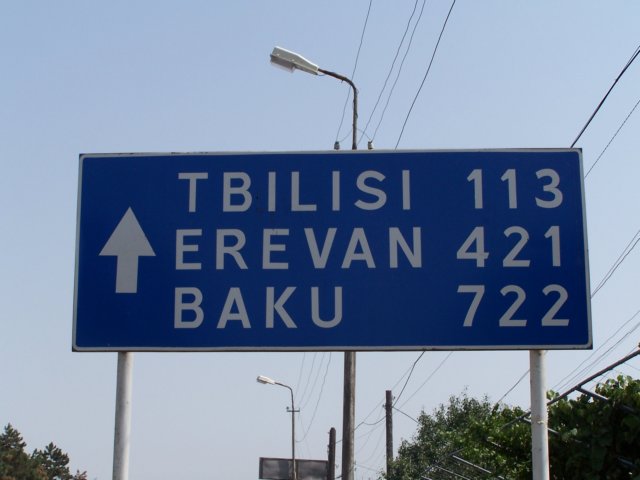 TBILISI 113
EREVAN 421
BAKU 722